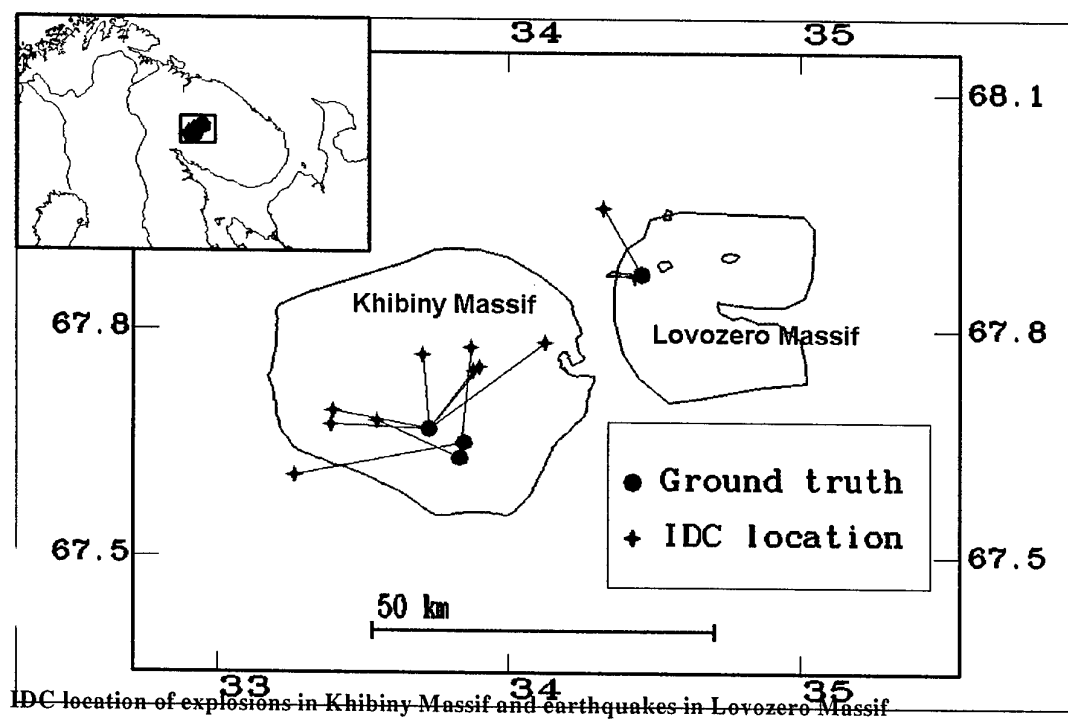 34 35
68.1
Khibiny Massif
67.8
Lovozero Massif
67.8
Ground truth
IDC location
67.5
67.5
50 km
33 34 35
IDC location of explosions in Khibiny Massif and earthquakes in Lovozero Massif